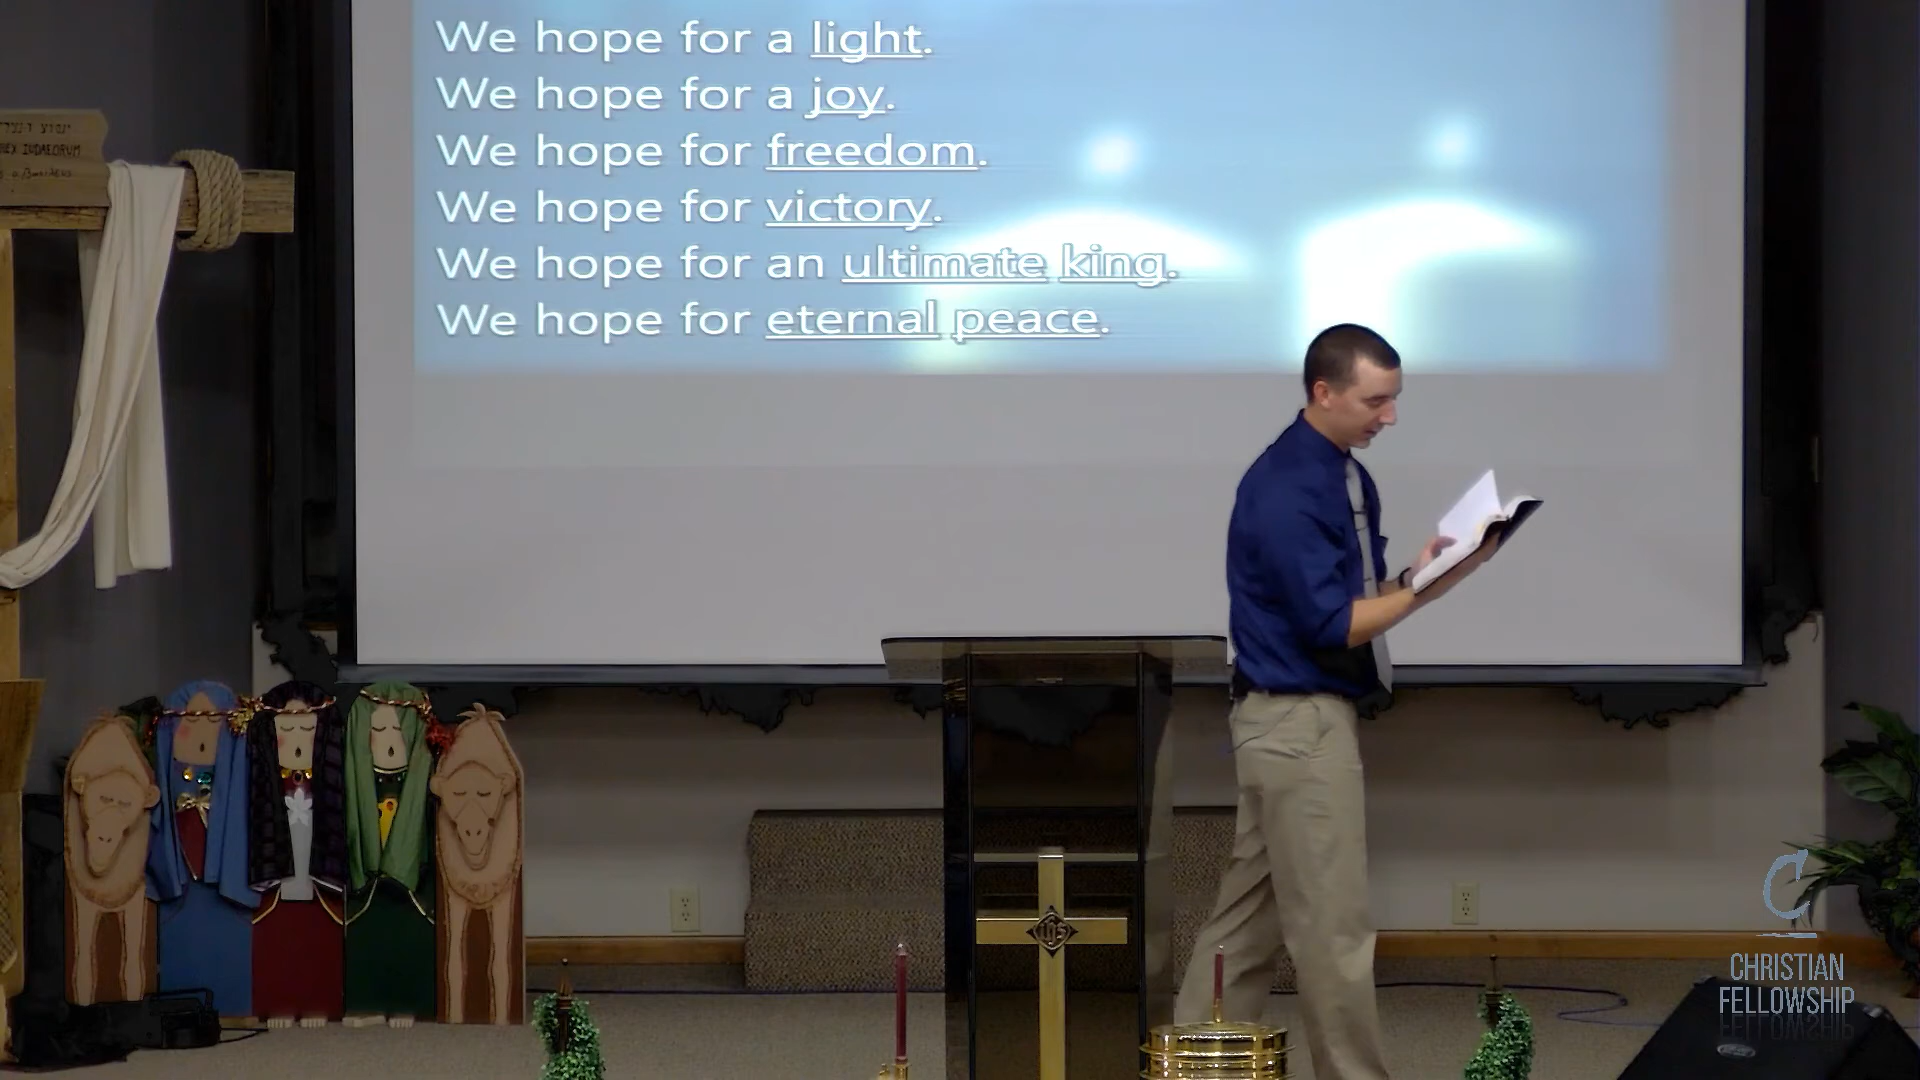 We hope for a light.
We hope for a joy.
We hope for freedom.
We hope for victory.
We hope for an ultimate king.
We hope for eternal peace.
ihs
CHRISTIAN
FELLOWSHIP